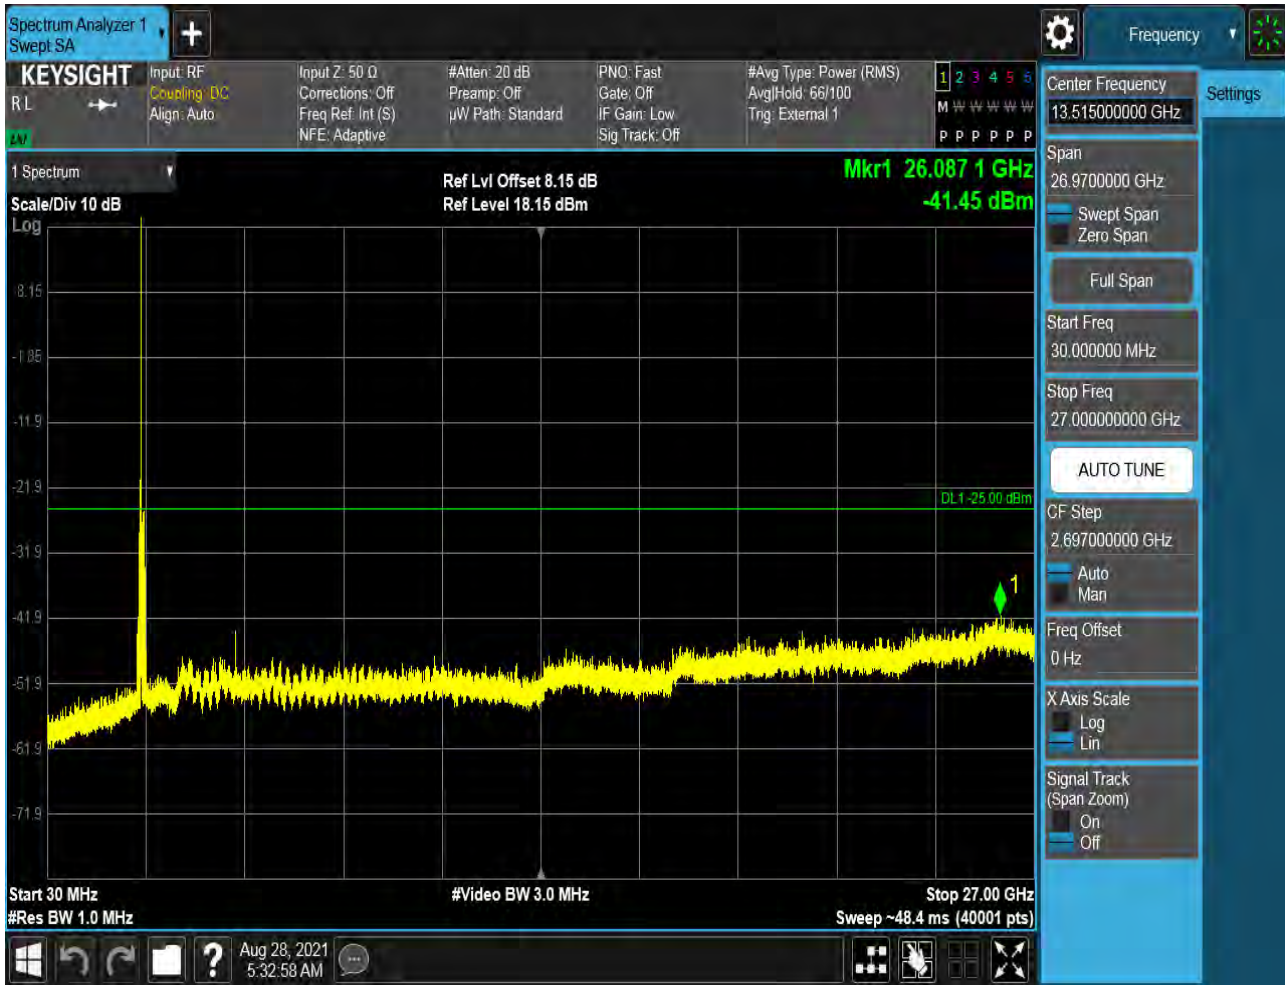 Spectrum Analyzer 1
Swept SA
Frequency
KEYSIGHT
R L
Input: RF
Coupling: DC
Align: Auto
Input Z: 50 Ω
Corrections: Off
Freq Ref: Int (S)
NFE: Adaptive
#Atten: 20 dB
Preamp: Off
µW Path: Standard
PNO: Fast
Gate: Off
IF Gain: Low
Sig Track: Off
#Avg Type: Power (RMS)
Avg|Hold: 66/100
Trig: External 1
1 2 3 4 5 6
M W W W W W
P P P P P P
1 Spectrum
Scale/Div 10 dB
Log
Ref Lvl Offset 8.15 dB
Ref Level 18.15 dBm
Mkr1 26.087 1 GHz
-41.45 dBm
8.15
-1.85
-11.9
-21.9
DL1 -25.00 dBm
-31.9
1
-41.9
-51.9
-61.9
-71.9
Start 30 MHz
#Res BW 1.0 MHz
#Video BW 3.0 MHz
Stop 27.00 GHz
Sweep ~48.4 ms (40001 pts)
Center Frequency
13.515000000 GHz
Settings
Span
26.9700000 GHz
Swept Span
Zero Span
Full Span
Start Freq
30.000000 MHz
Stop Freq
27.000000000 GHz
AUTO TUNE
CF Step
2.697000000 GHz
Auto
Man
Freq Offset
0 Hz
X Axis Scale
Log
Lin
Signal Track
(Span Zoom)
On
Off
?
Aug 28, 2021
5:32:58 AM